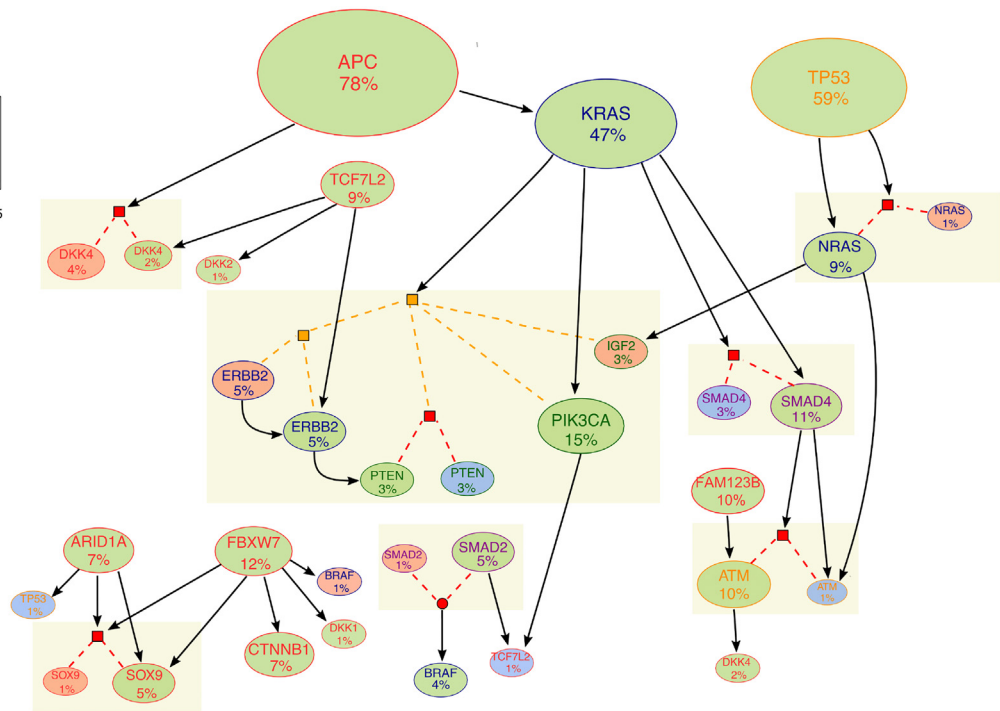 APC
78%
KRAS
47%
TP53
59%
TCF7L2
9%
5
DKK4
4%
DKK4
2%
DKK2
1%
NRAS
1%
NRAS
9%
IGF2
3%
ERBB2
5%
ERBB2
5%
PIK3CA
15%
SMAD4
3%
SMAD4
11%
PTEN
3%
PTEN
3%
FAM123B
10%
ARID1A
7%
FBXW7
12%
SMAD2
1%
SMAD2
5%
BRAF
1%
ATM
10%
ATM
1%
TP53
1%
DKK1
1%
CTNNB1
7%
SOX9
1%
SOX9
5%
BRAF
4%
TCF7L2
1%
DKK4
2%